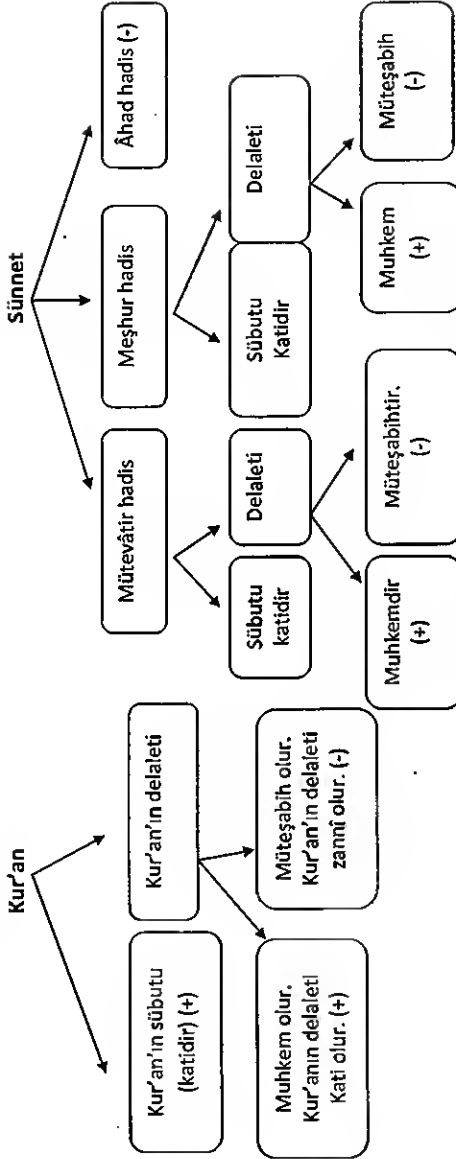 Kur'an
Kur'an'ın sübutu
(katidir) (+)
Kur'an'ın delaleti
Muhkem olur.
Kur'anın delaleti
Kati olur. (+)
Müteşabih olur.
Kur'an'ın delaleti
zannî olur. (-)
Sünnet
Mütevâtir hadis
Meşhur hadis
Âhad hadis (-)
Sübutu
katidir
Delaleti
Sübutu
Katidir
Delaleti
Muhkemdir
(+)
Müteşabihtir.
(-)
Muhkem
(+)
Müteşabih
(-)